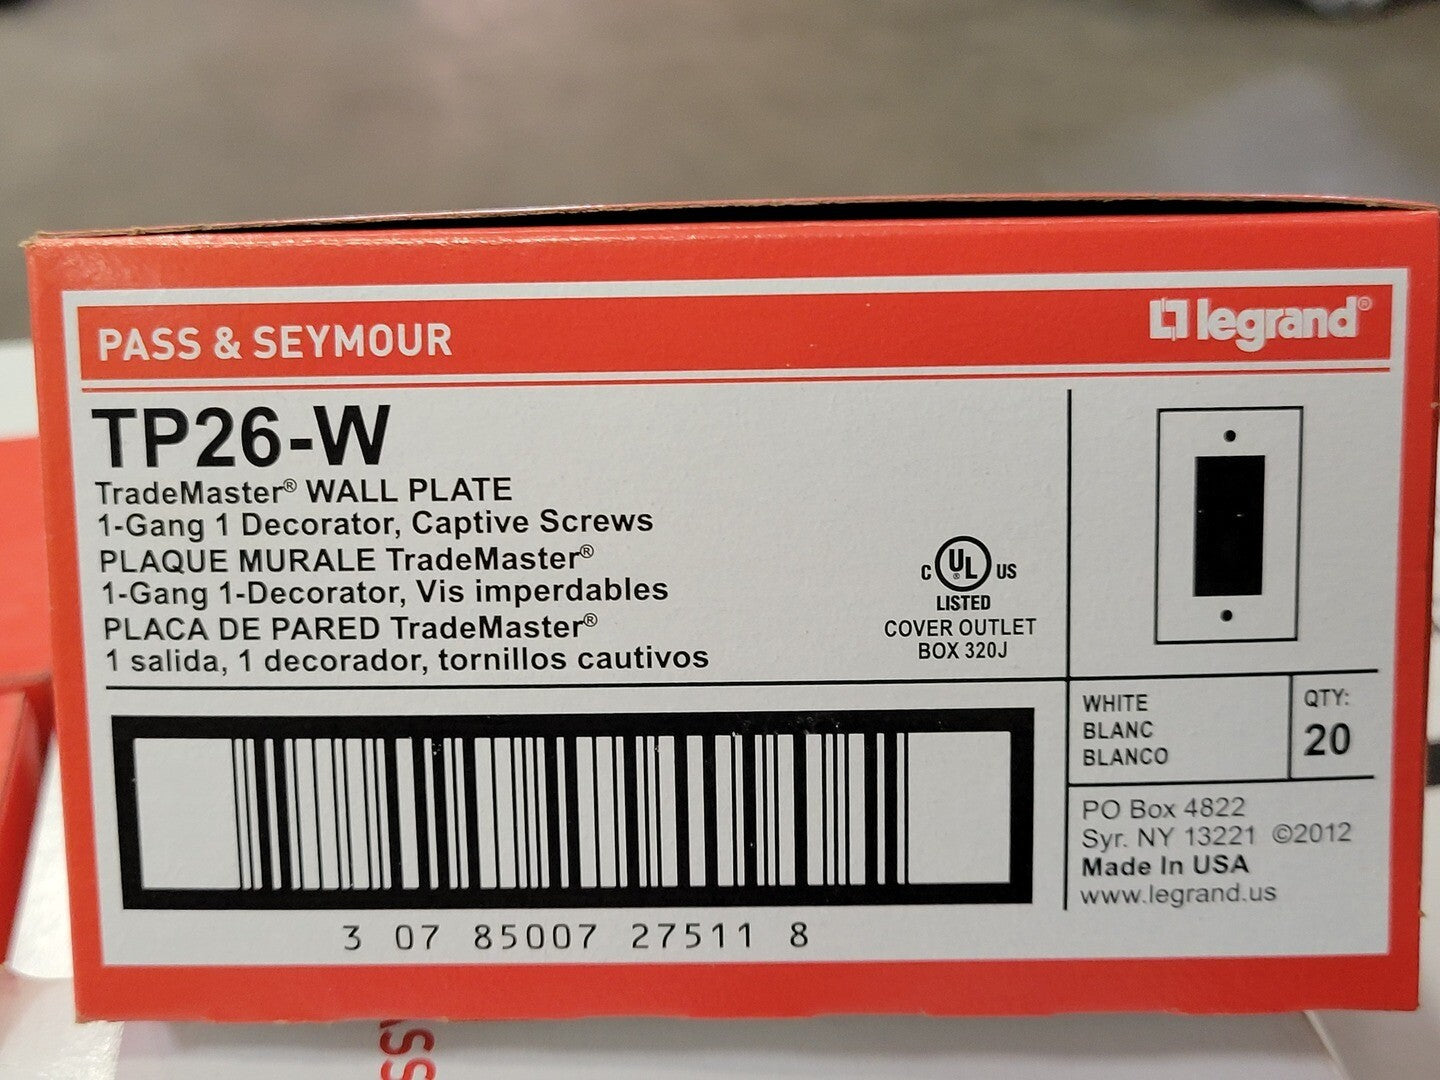 PASS & SEYMOUR
legrand®
TP26-W
TradeMaster® WALL PLATE
1-Gang 1 Decorator, Captive Screws
PLAQUE MURALE TradeMaster®
1-Gang 1-Decorator, Vis imperdables
PLACA DE PARED TradeMaster®
1 salida, 1 decorador, tornillos cautivos
C UL® US
LISTED
COVER OUTLET
BOX 320J
WHITE
BLANC
BLANCO
QTY:
20
PO Box 4822
Syr. NY 13221 ©2012
Made In USA
www.legrand.us
3 07 85007 27511 8
ASS